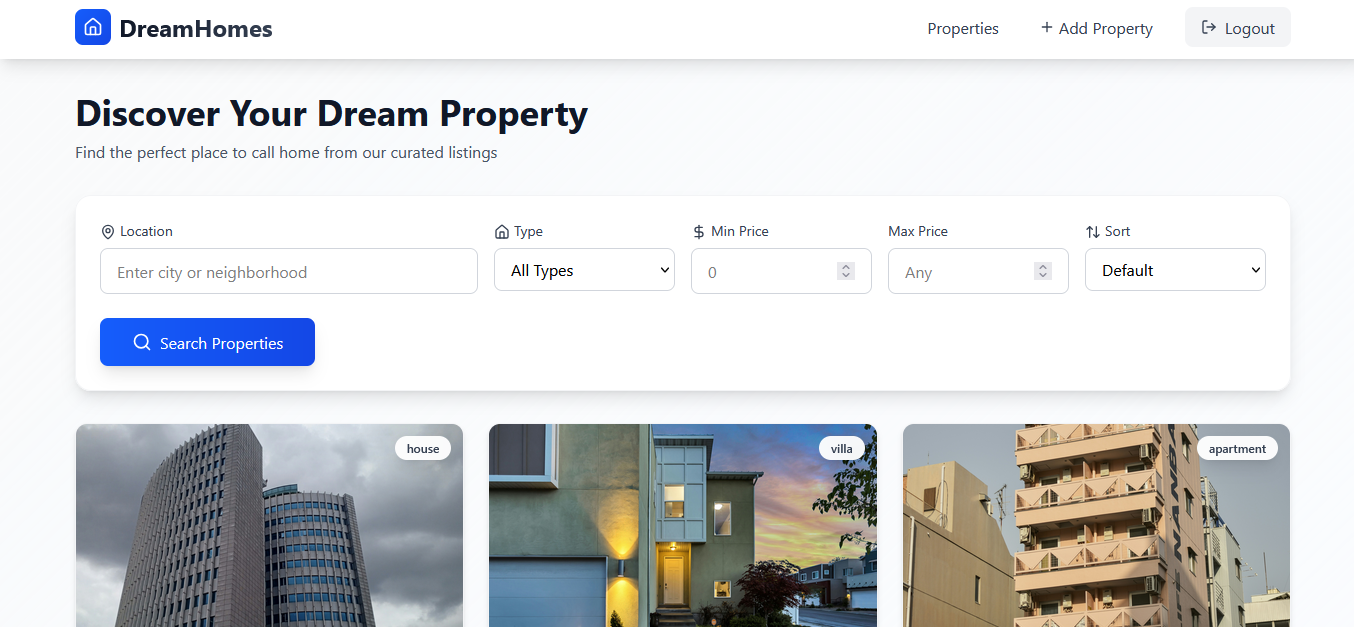 DreamHomes
Properties
+ Add Property
Logout
Discover Your Dream Property
Find the perfect place to call home from our curated listings
Location
Type
$ Min Price
Max Price
Sort
Enter city or neighborhood
All Types
0
Any
Default
Search Properties
house
villa
apartment